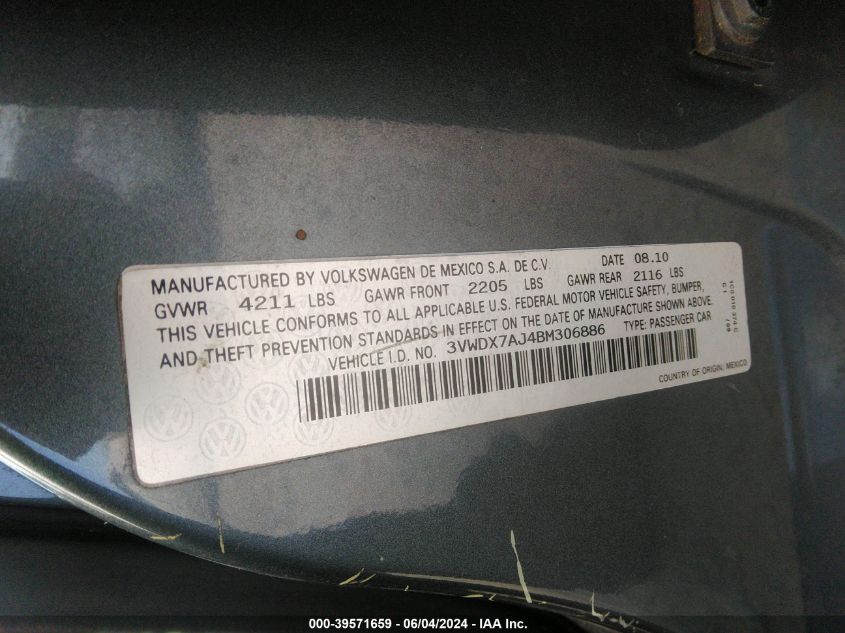 MANUFACTURED BY VOLKSWAGEN DE MEXICO S.A. DE C.V. DATE 08.10
GVWR 4211 LBS GAWR FRONT 2205 LBS GAWR REAR 2116 LBS
THIS VEHICLE CONFORMS TO ALL APPLICABLE U.S. FEDERAL MOTOR VEHICLE SAFETY, BUMPER,
AND THEFT PREVENTION STANDARDS IN EFFECT ON THE DATE OF MANUFACTURE SHOWN ABOVE.
VEHICLE I.D. NO. 3VWDX7AJ4BM306886 TYPE: PASSENGER CAR
COUNTRY OF ORIGIN, MEXICO
000-39571659 - 06/04/2024 - IAA Inc.